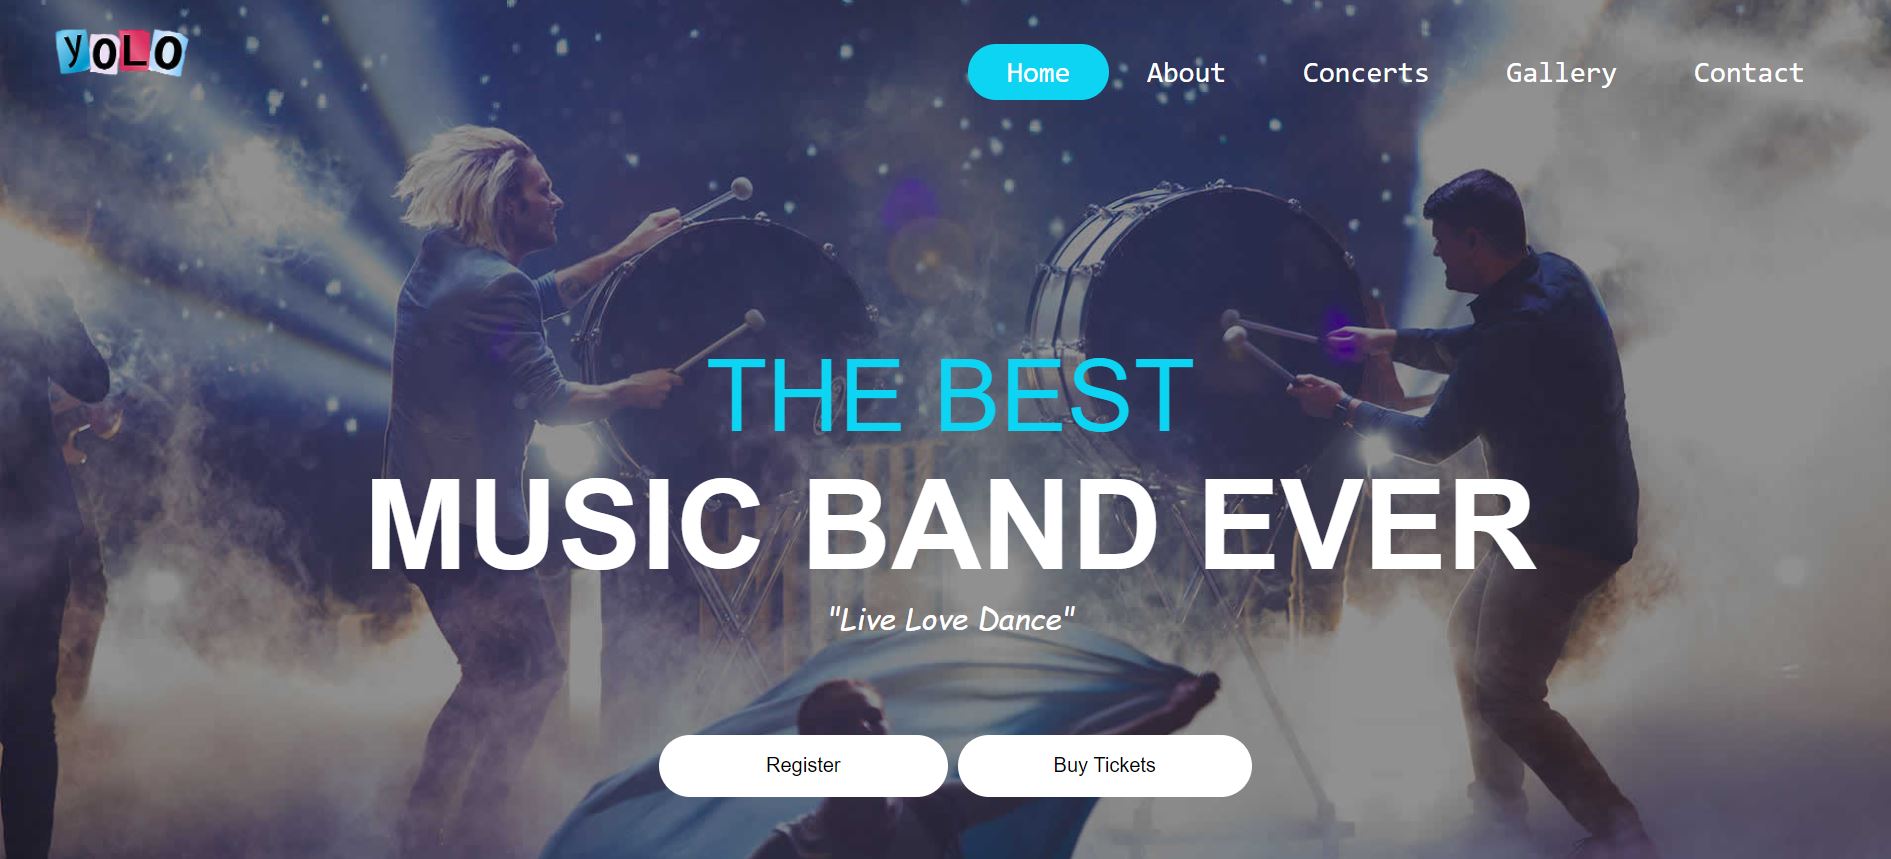 yOLO
Home About Concerts Gallery Contact
THE BEST
MUSIC BAND EVER
"Live Love Dance"
Register Buy Tickets